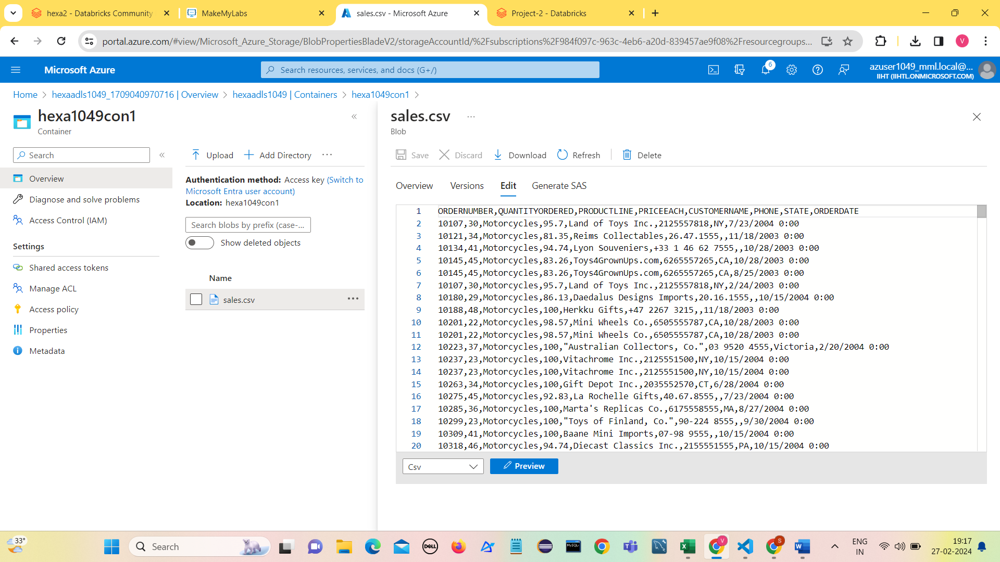 hexa2 - Databricks Community
MakeMyLabs
sales.csv - Microsoft Azure
Project-2 - Databricks
portal.azure.com/#view/Microsoft_Azure_Storage/BlobPropertiesBladeV2/storageAccountId/%2Fsubscriptions%2F984f097c-963c-4eb6-a20d-839457ae9f08%2Fresourcegroups...
V
Microsoft Azure
Search resources, services, and docs (G+/)
6
azuser1049_mml.local@...
IIHT (IIHTL.ONMICROSOFT.COM)
Home > hexaadls1049_1709040970716 | Overview > hexaadls1049 | Containers > hexa1049con1 >
hexa1049con1
Container
Search
Overview
Diagnose and solve problems
Access Control (IAM)
Settings
Shared access tokens
Manage ACL
Access policy
Properties
Metadata
Upload
Add Directory
Authentication method: Access key (Switch to
Microsoft Entra user account)
Location: hexa1049con1
Search blobs by prefix (case-...
Show deleted objects
Name
sales.csv
sales.csv
Blob
Save
Discard
Download
Refresh
Delete
Overview
Versions
Edit
Generate SAS
1 ORDERNUMBER,QUANTITYORDERED,PRODUCTLINE,PRICEEACH,CUSTOMERNAME,PHONE,STATE,ORDERDATE
2 10107,30,Motorcycles,95.7,Land of Toys Inc.,2125557818,NY,7/23/2004 0:00
3 10121,34,Motorcycles,81.35,Reims Collectables,26.47.1555,,11/18/2003 0:00
4 10134,41,Motorcycles,94.74,Lyon Souveniers,+33 1 46 62 7555,,10/28/2003 0:00
5 10145,45,Motorcycles,83.26,Toys4GrownUps.com,6265557265,CA,10/28/2003 0:00
6 10145,45,Motorcycles,83.26,Toys4GrownUps.com,6265557265,CA,8/25/2003 0:00
7 10107,30,Motorcycles,95.7,Land of Toys Inc.,2125557818,NY,2/24/2003 0:00
8 10180,29,Motorcycles,86.13,Daedalus Designs Imports,20.16.1555,,10/15/2004 0:00
9 10188,48,Motorcycles,100,Herkku Gifts,+47 2267 3215,,11/18/2003 0:00
10 10201,22,Motorcycles,98.57,Mini Wheels Co.,6505555787,CA,10/28/2003 0:00
11 10201,22,Motorcycles,98.57,Mini Wheels Co.,6505555787,CA,10/28/2003 0:00
12 10223,37,Motorcycles,100,"Australian Collectors, Co.",03 9520 4555,Victoria,2/20/2004 0:00
13 10237,23,Motorcycles,100,Vitachrome Inc.,2125551500,NY,10/15/2004 0:00
14 10237,23,Motorcycles,100,Vitachrome Inc.,2125551500,NY,10/15/2004 0:00
15 10263,34,Motorcycles,100,Gift Depot Inc.,2035552570,CT,6/28/2004 0:00
16 10275,45,Motorcycles,92.83,La Rochelle Gifts,40.67.8555,,7/23/2004 0:00
17 10285,36,Motorcycles,100,Marta's Replicas Co.,6175558555,MA,8/27/2004 0:00
18 10299,23,Motorcycles,100,"Toys of Finland, Co.",90-224 8555,,9/30/2004 0:00
19 10309,41,Motorcycles,100,Baane Mini Imports,07-98 9555,,10/15/2004 0:00
20 10318,46,Motorcycles,94.74,Diecast Classics Inc.,2155551555,PA,10/15/2004 0:00
Csv
Preview
33°
Search
DELL
MySQL
V
S
ENG
IN
19:17
27-02-2024